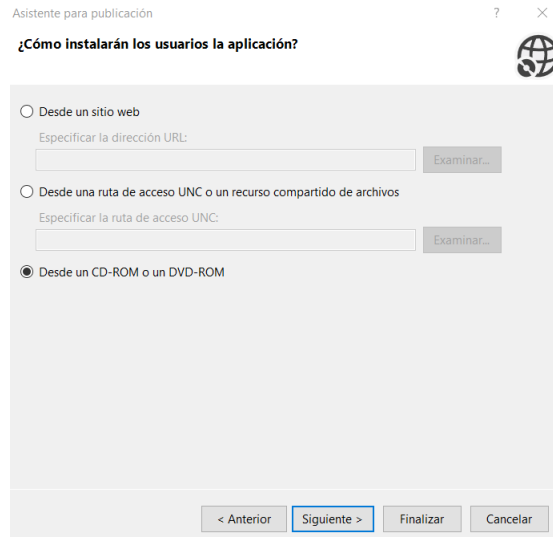 Asistente para publicación
?
¿Cómo instalarán los usuarios la aplicación?
Desde un sitio web
Especificar la dirección URL:
Examinar...
Desde una ruta de acceso UNC o un recurso compartido de archivos
Especificar la ruta de acceso UNC:
Examinar...
Desde un CD-ROM o un DVD-ROM
< Anterior
Siguiente >
Finalizar
Cancelar